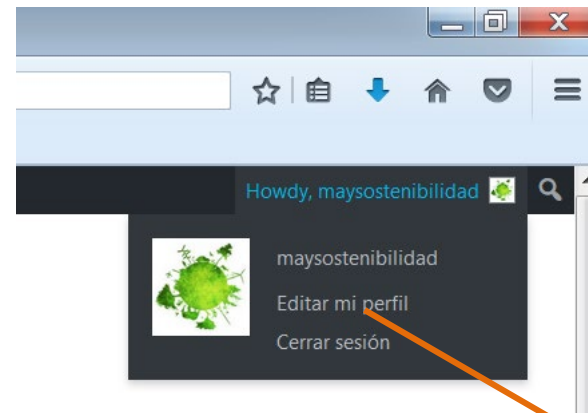 Howdy, maysostenibilidad
maysostenibilidad
Editar mi perfil
Cerrar sesión